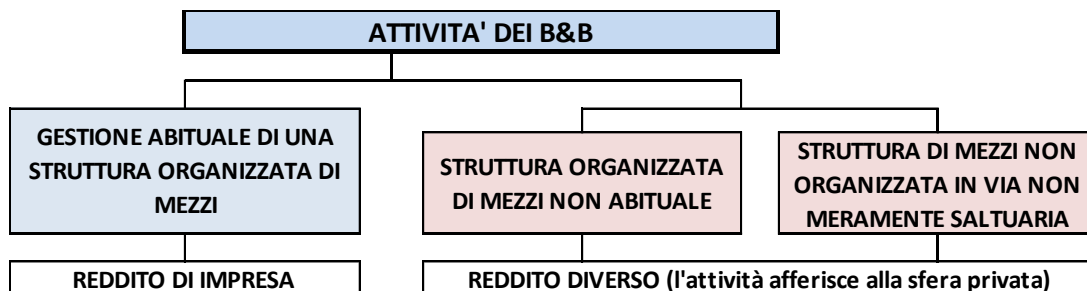 ATTIVITA' DEI B&B
GESTIONE ABITUALE DI UNA
STRUTTURA ORGANIZZATA DI
MEZZI
STRUTTURA ORGANIZZATA
DI MEZZI NON ABITUALE
STRUTTURA DI MEZZI NON
ORGANIZZATA IN VIA NON
MERAMENTE SALTUARIA
REDDITO DI IMPRESA
REDDITO DIVERSO (l'attività afferisce alla sfera privata)